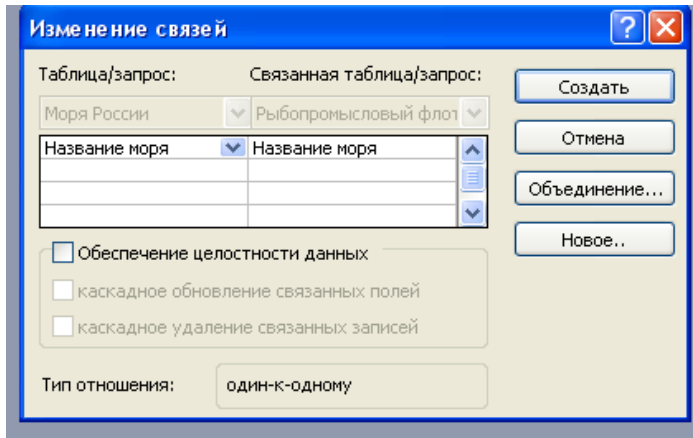 Изменение связей
Таблица/запрос: Связанная таблица/запрос:
Создать
Моря России Рыбопромысловый флот
Название моря Название моря
Отмена
Объединение...
Новое..
Обеспечение целостности данных
каскадное обновление связанных полей
каскадное удаление связанных записей
Тип отношения: один-к-одному